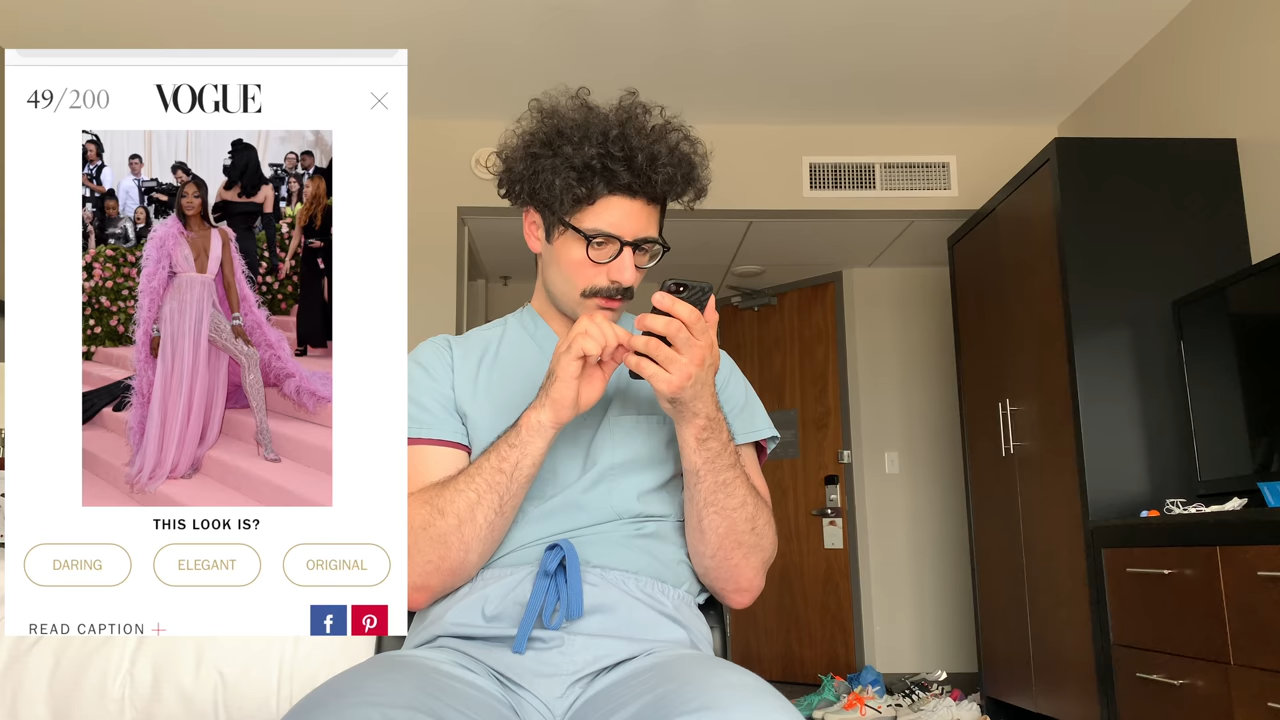 49/200 VOGUE
THIS LOOK IS?
DARING ELEGANT ORIGINAL
READ CAPTION +